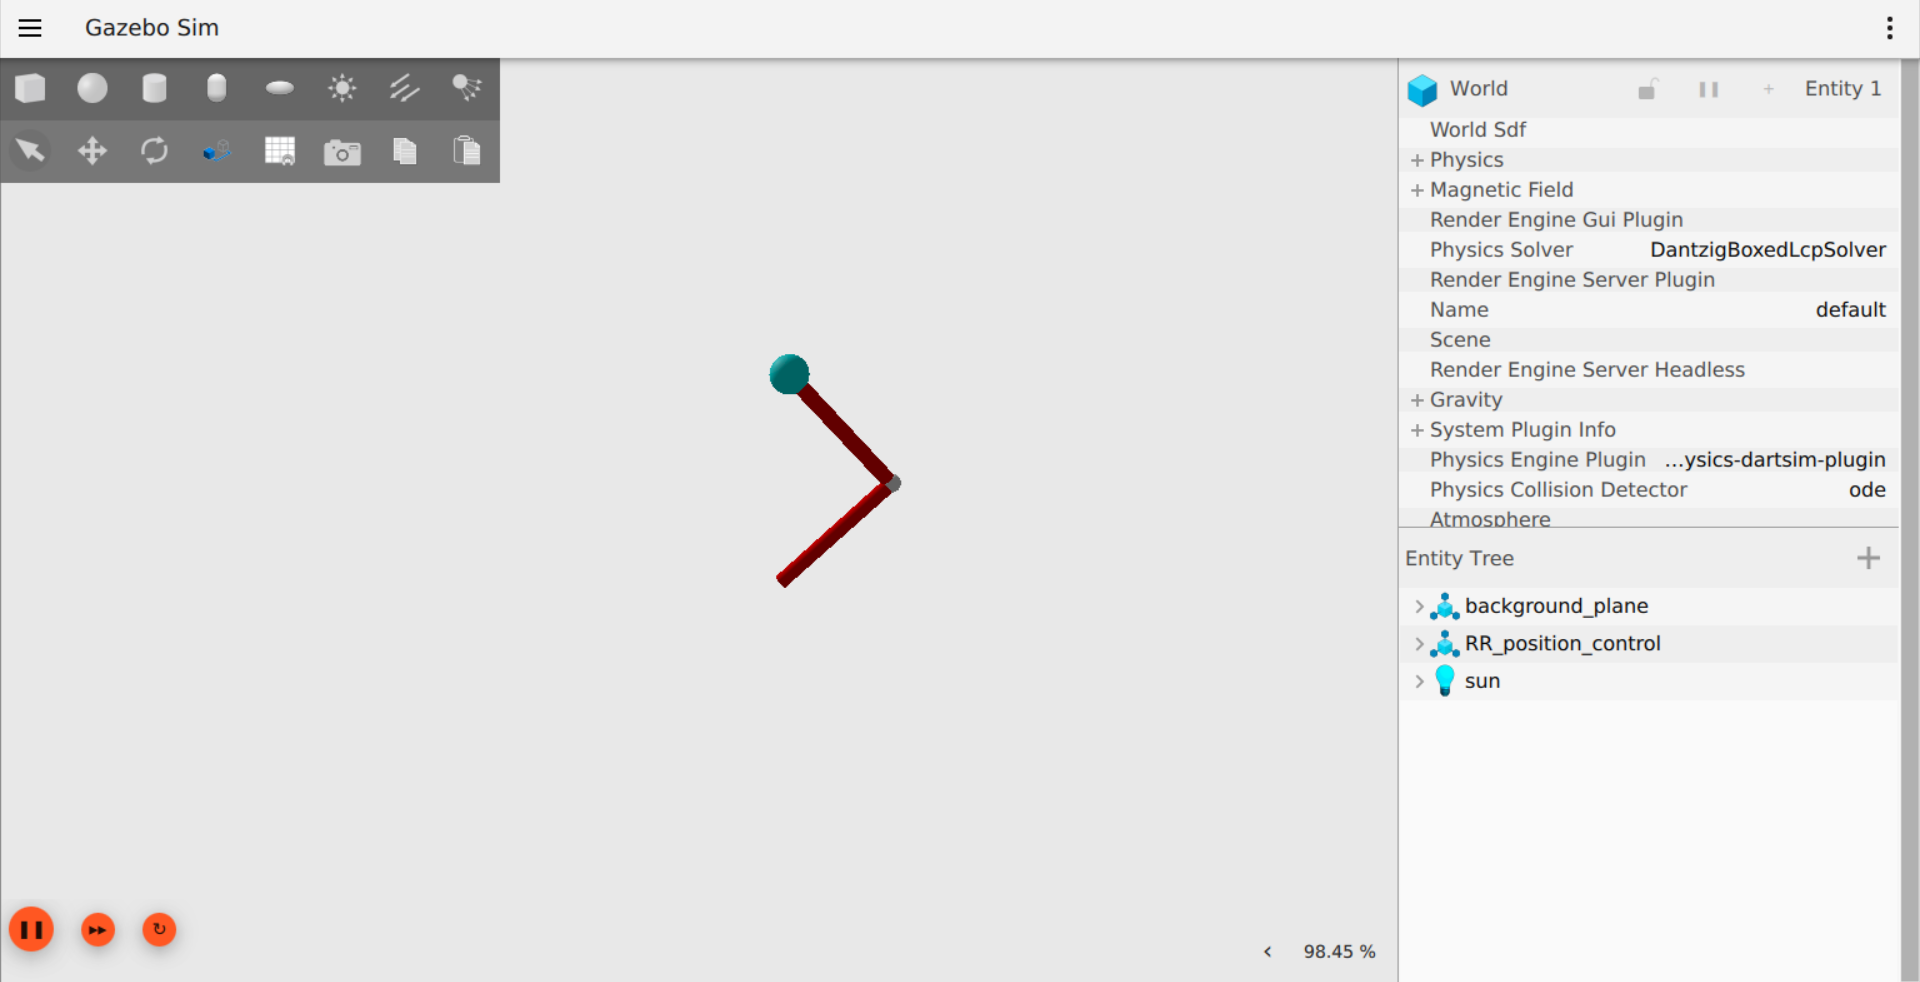 Gazebo Sim
World Entity 1
World Sdf
Physics
Magnetic Field
Render Engine Gui Plugin
Physics Solver DantzigBoxedLcpSolver
Render Engine Server Plugin
Name default
Scene
Render Engine Server Headless
Gravity
System Plugin Info
Physics Engine Plugin ...ysics-dartsim-plugin
Physics Collision Detector ode
Atmosphere
Entity Tree
background_plane
RR_position_control
sun
98.45 %